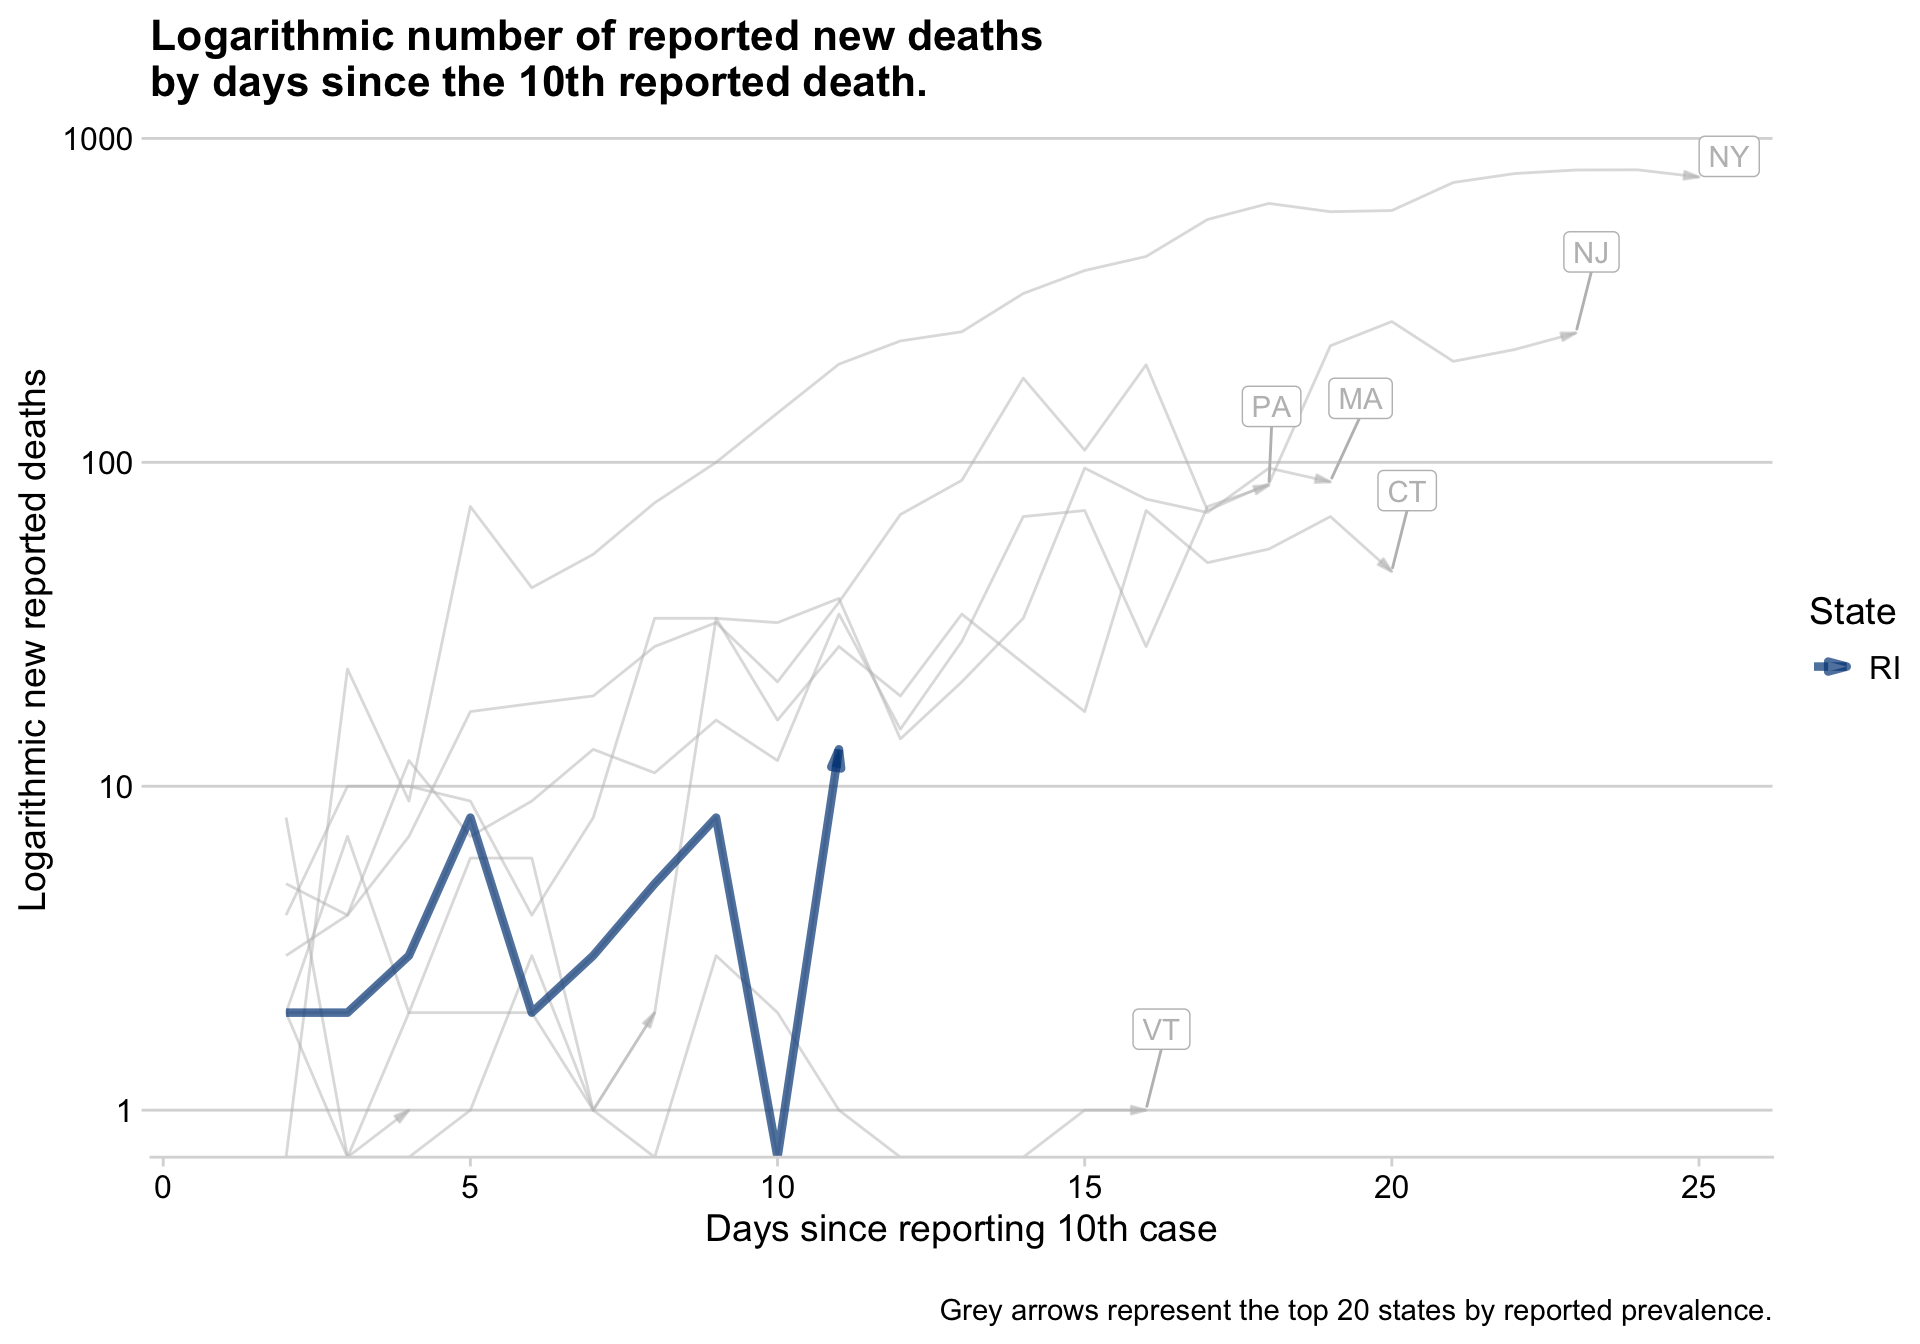 Logarithmic number of reported new deaths
by days since the 10th reported death.
1000
100
10
1
Logarithmic new reported deaths
NY
NJ
PA
MA
CT
VT
State
RI
0 5 10 15 20 25
Days since reporting 10th case
Grey arrows represent the top 20 states by reported prevalence.